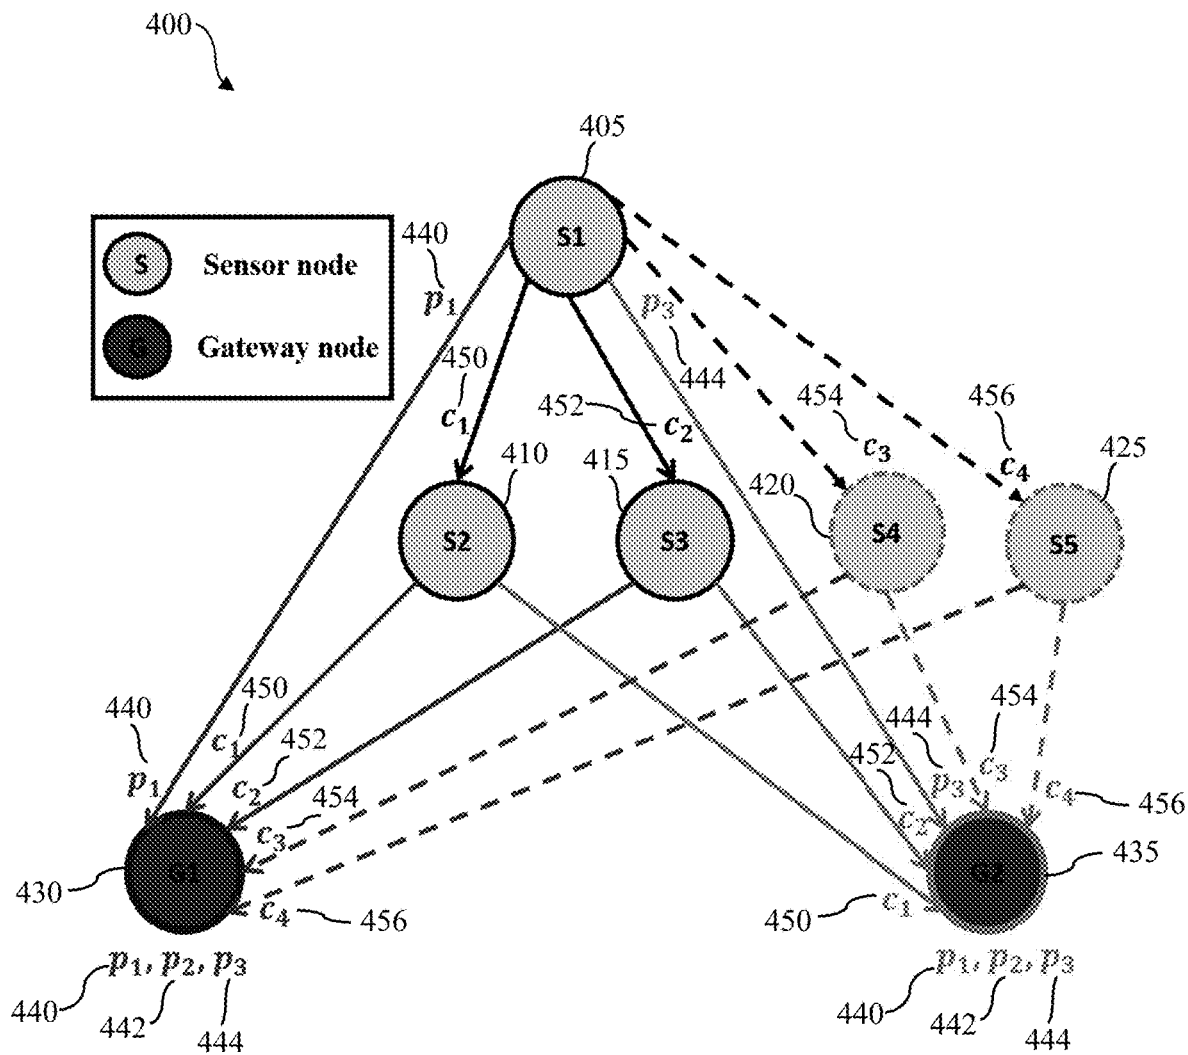 400
405
440
S1
S Sensor node
p1
p3
G Gateway node
450
444
454
456
452
c1
c2
c3
c4
410
415
425
420
S2
S3
S4
S5
450
440
444
454
c1
452
452
p1
c2
454
p3
c3
c4
456
c3
c2
G1
G2
435
430
c4
456
450
c1
p1, p2, p3
p1, p2, p3
440
442
444
440
442
444